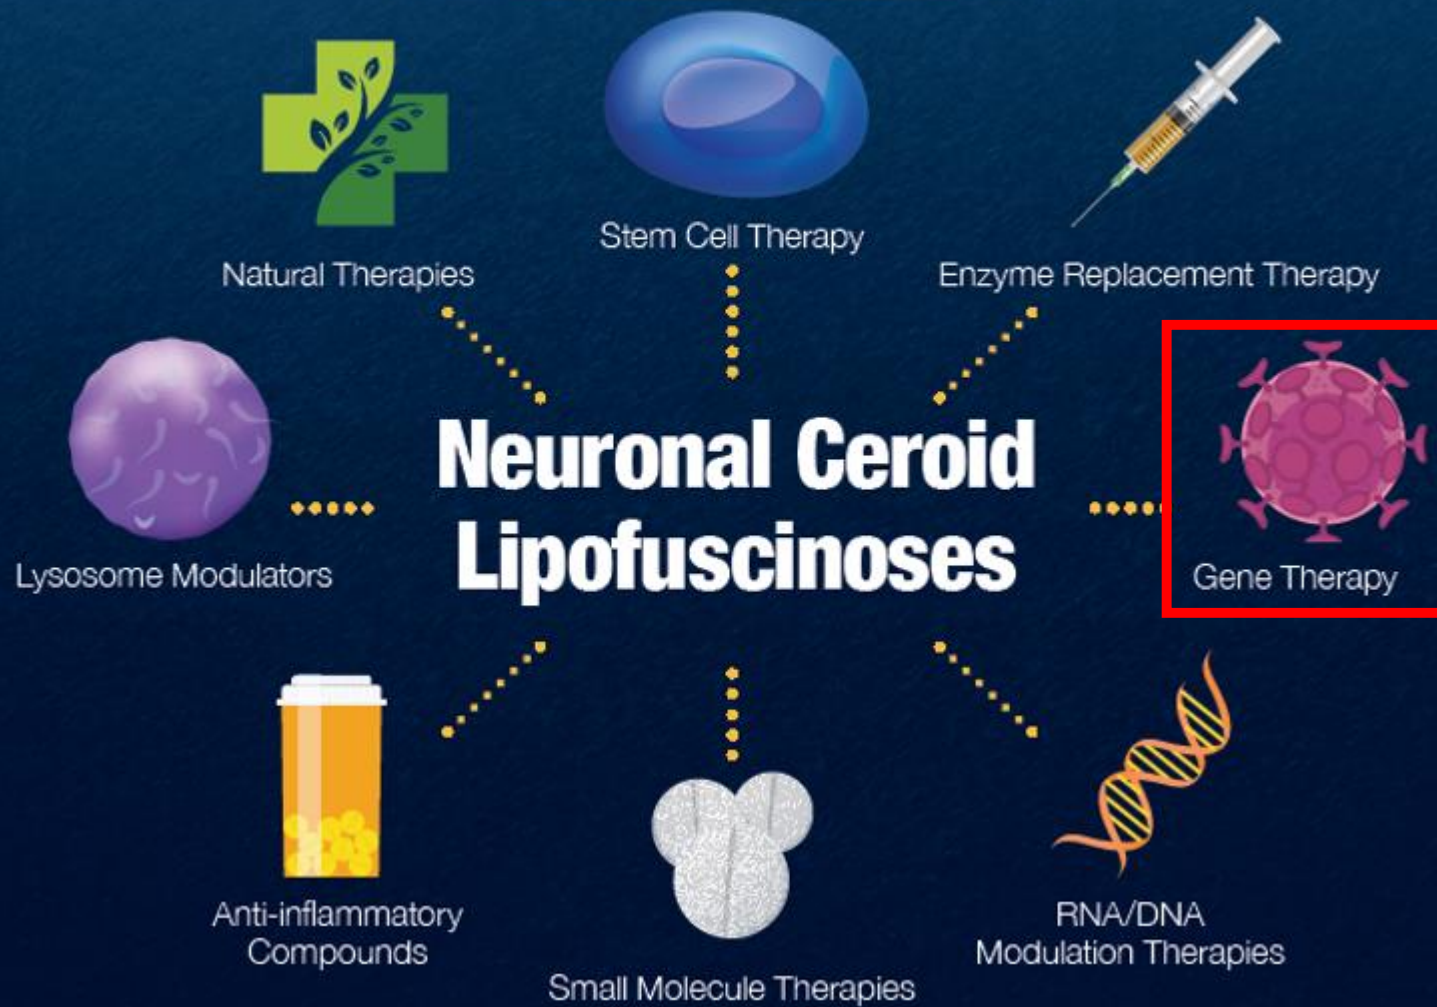 Stem Cell Therapy
Natural Therapies
Enzyme Replacement Therapy
Neuronal Ceroid
Lipofuscinoses
Lysosome Modulators
Gene Therapy
Anti-inflammatory
Compounds
RNA/DNA
Modulation Therapies
Small Molecule Therapies